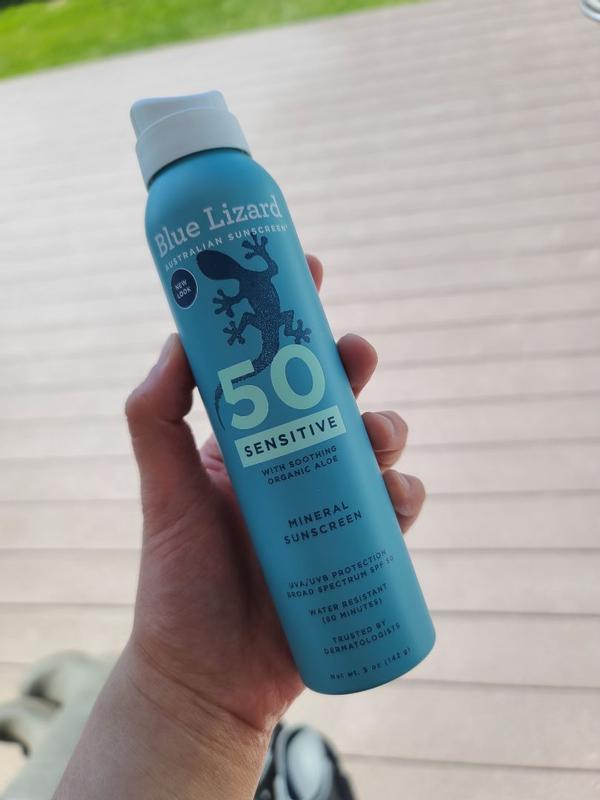 Blue Lizard
AUSTRALIAN SUNSCREEN®
NEW
LOOK
50
SENSITIVE
WITH SOOTHING
ORGANIC ALOE
MINERAL
SUNSCREEN
UVA/UVB PROTECTION
BROAD SPECTRUM SPF 50
WATER RESISTANT
(80 MINUTES)
TRUSTED BY
DERMATOLOGISTS
Net wt. 5 oz (142 g)